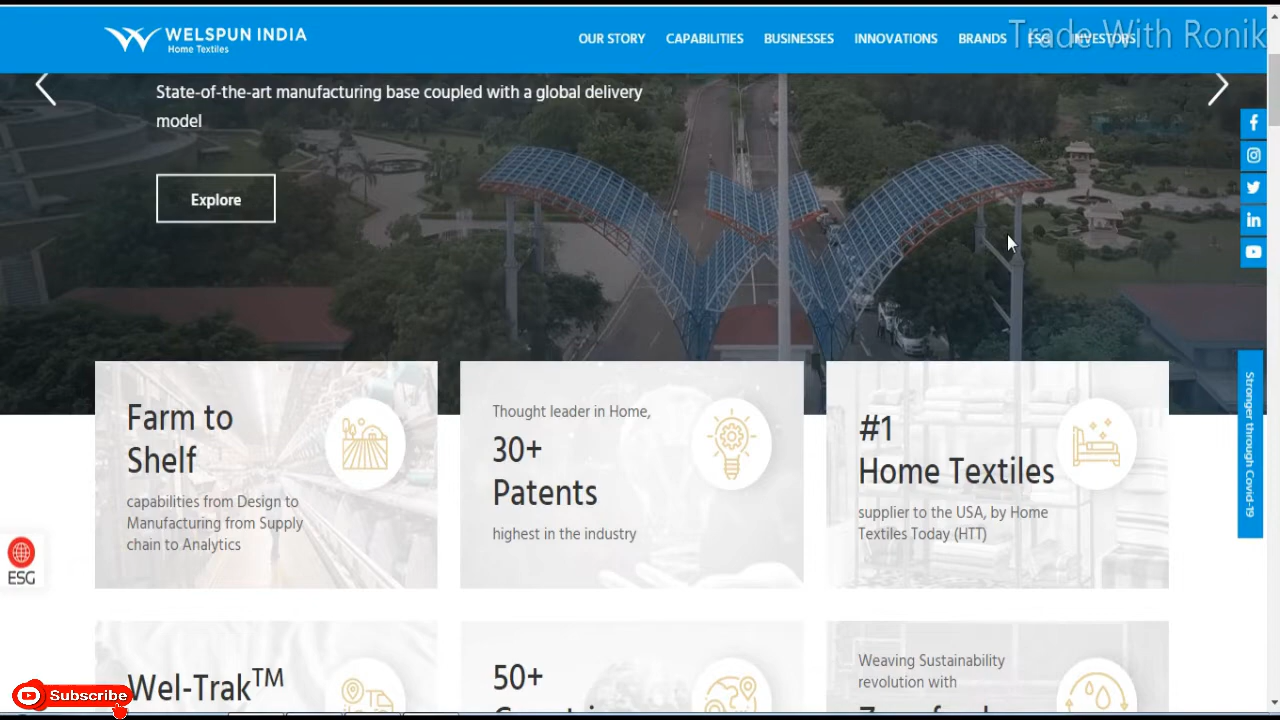 WELSPUN INDIA
Home Textiles
OUR STORY CAPABILITIES BUSINESSES INNOVATIONS BRANDS ESG INVESTORS
Trade With Ronik
State-of-the-art manufacturing base coupled with a global delivery
model
Explore
Farm to
Shelf
capabilities from Design to
Manufacturing from Supply
chain to Analytics
Thought leader in Home,
30+
Patents
highest in the industry
#1
Home Textiles
supplier to the USA, by Home
Textiles Today (HTT)
Stronger through Covid-19
ESG
Wel-Trak™
50+
Weaving Sustainability
revolution with
Subscribe